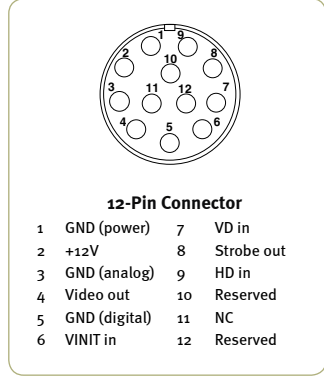 1 9
2 8
10
3 11 12 7
4 6
5
12-Pin Connector
1 GND (power) 7 VD in
2 +12V 8 Strobe out
3 GND (analog) 9 HD in
4 Video out 10 Reserved
5 GND (digital) 11 NC
6 VINIT in 12 Reserved